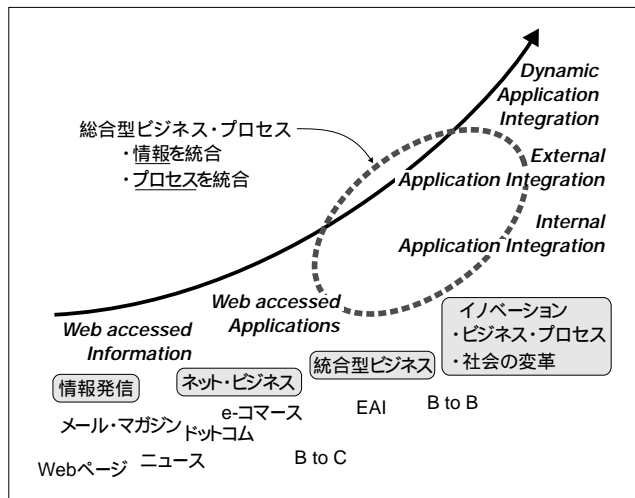 Dynamic
Application
Integration
総合型ビジネス・プロセス
・情報を統合
・プロセスを統合
External
Application Integration
Internal
Application Integration
Web accessed
Applications
Web accessed
Information
イノベーション
・ビジネス・プロセス
・社会の変革
統合型ビジネス
ネット・ビジネス
情報発信
e-コマース
EAI
B to B
メール・マガジン
ドットコム
Webページ
ニュース
B to C